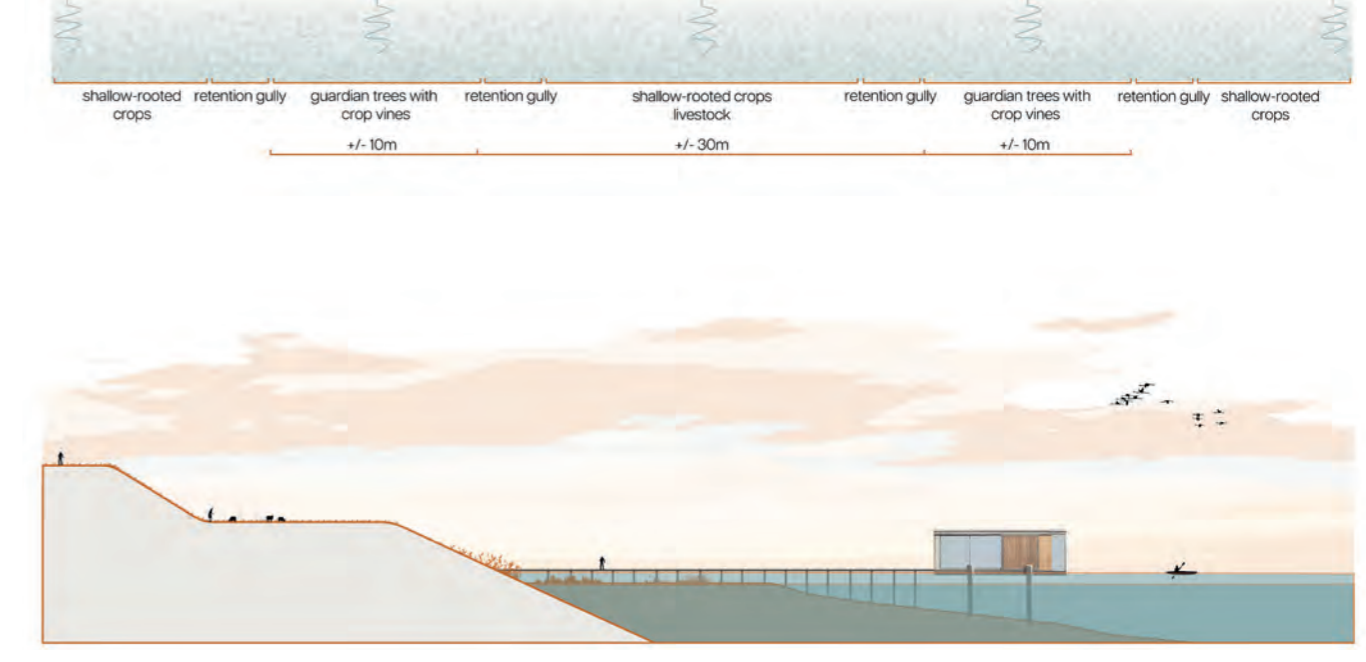 shallow-rooted crops
retention gully
guardian trees with crop vines
retention gully
shallow-rooted crops livestock
retention gully
guardian trees with crop vines
retention gully
shallow-rooted crops
+/- 10m
+/- 30m
+/- 10m